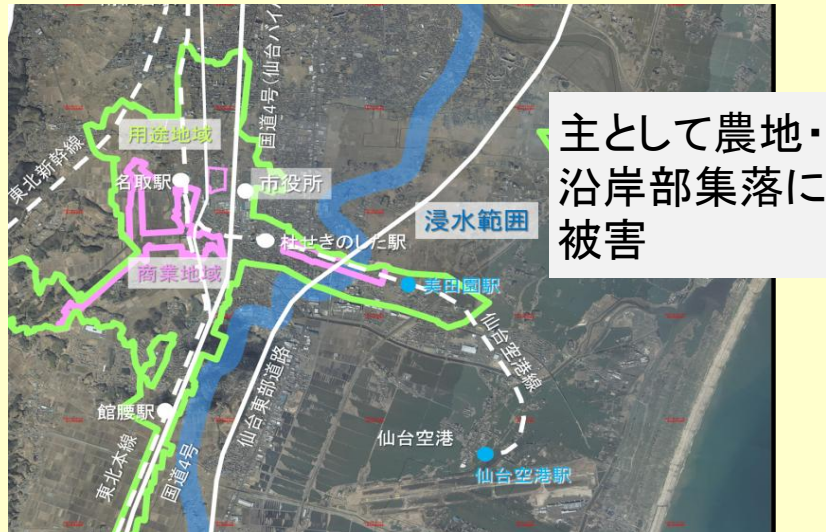 国道4号(仙台バイパ
主として農地・
沿岸部集落に
被害
用途地域
東北新幹線
名取駅
市役所
浸水範囲
杜せきのした駅
商業地域
美田園駅
仙台空港線
仙台東部道路
館腰駅
仙台空港
仙台空港駅
東北本線
国道4号